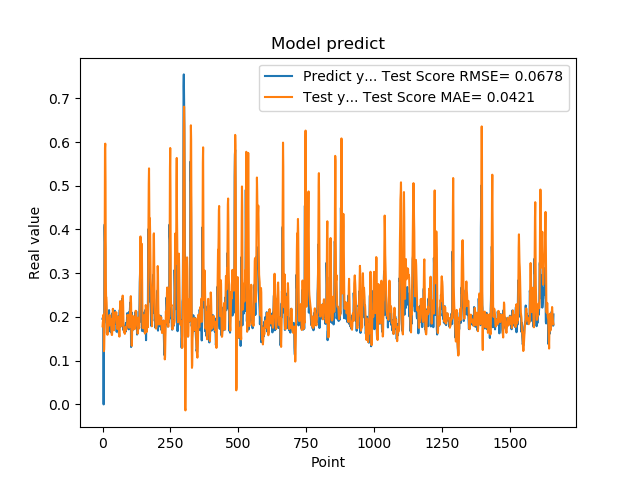 Model predict
Predict y... Test Score RMSE= 0.0678
Test y... Test Score MAE= 0.0421
Real value
0.7
0.6
0.5
0.4
0.3
0.2
0.1
0.0
0 250 500 750 1000 1250 1500
Point